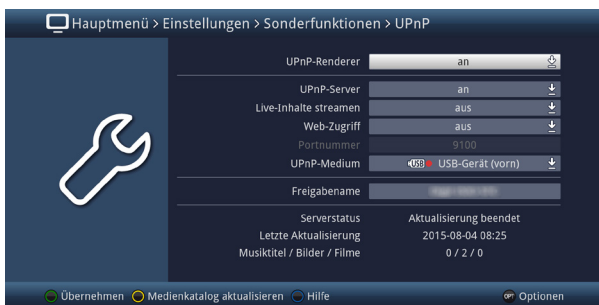 Hauptmenü > Einstellungen > Sonderfunktionen > UPnP
UPnP-Renderer an
UPnP-Server an
Live-Inhalte streamen aus
Web-Zugriff aus
Portnummer 9100
UPnP-Medium USB USB-Gerät (vorn)
Freigabename
Serverstatus Aktualisierung beendet
Letzte Aktualisierung 2015-08-04 08:25
Musiktitel / Bilder / Filme 0 / 2 / 0
Übernehmen Medienkatalog aktualisieren Hilfe OPT Optionen